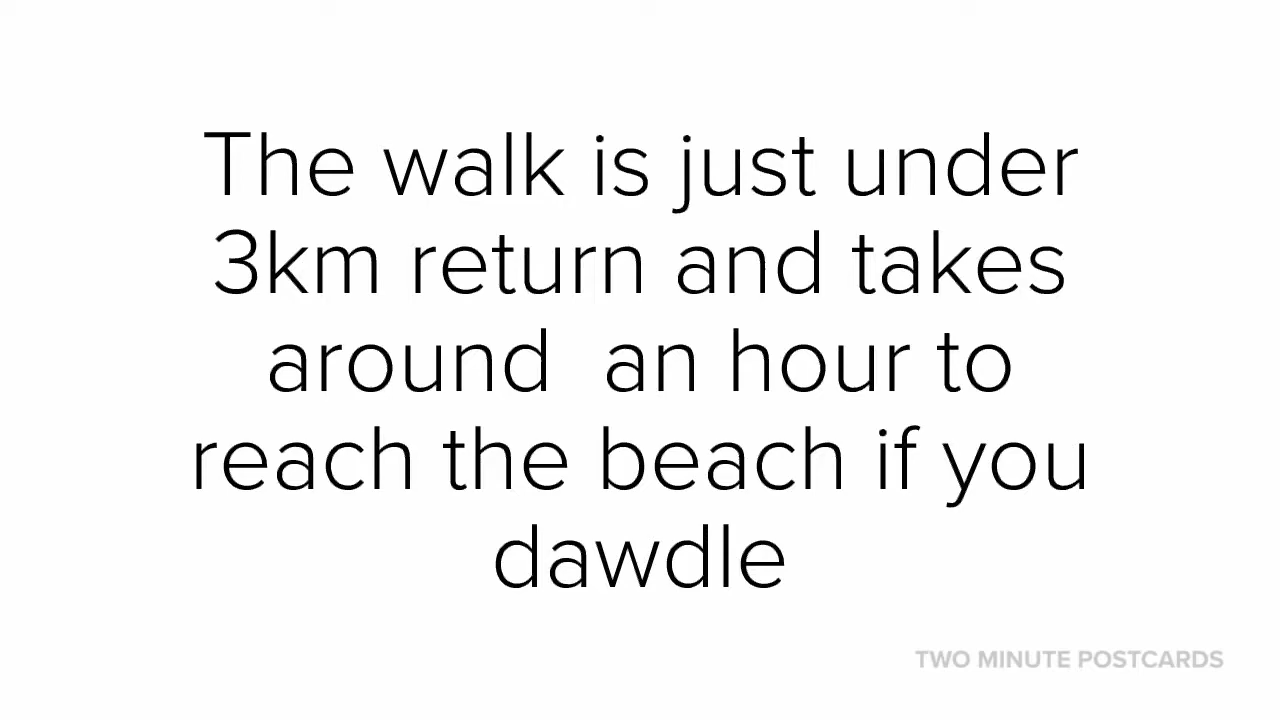 The walk is just under
3km return and takes
around  an hour to
reach the beach if you
dawdle
TWO MINUTE POSTCARDS